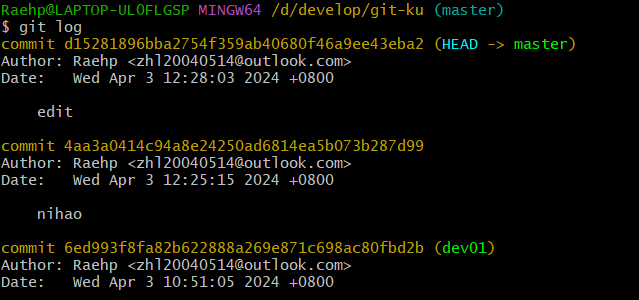 Raehp@LAPTOP-ULOFLGSP MINGW64 /d/develop/git-ku (master)
$ git log
commit d15281896bba2754f359ab40680f46a9ee43eba2 (HEAD -> master)
Author: Raehp <zhl20040514@outlook.com>
Date:   Wed Apr 3 12:28:03 2024 +0800
    edit
commit 4aa3a0414c94a8e24250ad6814ea5b073b287d99
Author: Raehp <zhl20040514@outlook.com>
Date:   Wed Apr 3 12:25:15 2024 +0800
    nihao
commit 6ed993f8fa82b622888a269e871c698ac80fbd2b (dev01)
Author: Raehp <zhl20040514@outlook.com>
Date:   Wed Apr 3 10:51:05 2024 +0800